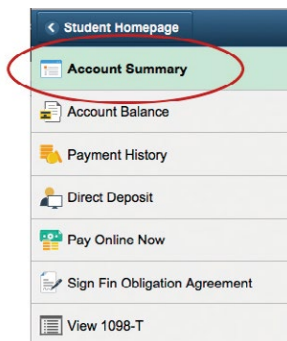 Student Homepage
Account Summary
Account Balance
Payment History
Direct Deposit
Pay Online Now
Sign Fin Obligation Agreement
View 1098-T